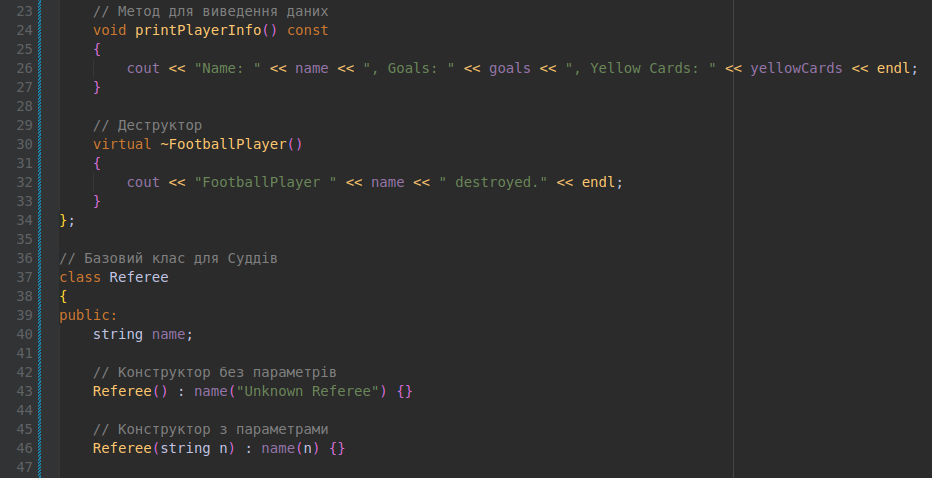 23 // Метод для виведення даних
24 void printPlayerInfo() const
25 {
26 cout << "Name: " << name << ", Goals: " << goals << ", Yellow Cards: " << yellowCards << endl;
27 }
28
29 // Деструктор
30 virtual ~FootballPlayer()
31 {
32 cout << "FootballPlayer " << name << " destroyed." << endl;
33 }
34 };
35
36 // Базовий клас для Суддів
37 class Referee
38 {
39 public:
40 string name;
41
42 // Конструктор без параметрів
43 Referee() : name("Unknown Referee") {}
44
45 // Конструктор з параметрами
46 Referee(string n) : name(n) {}
47